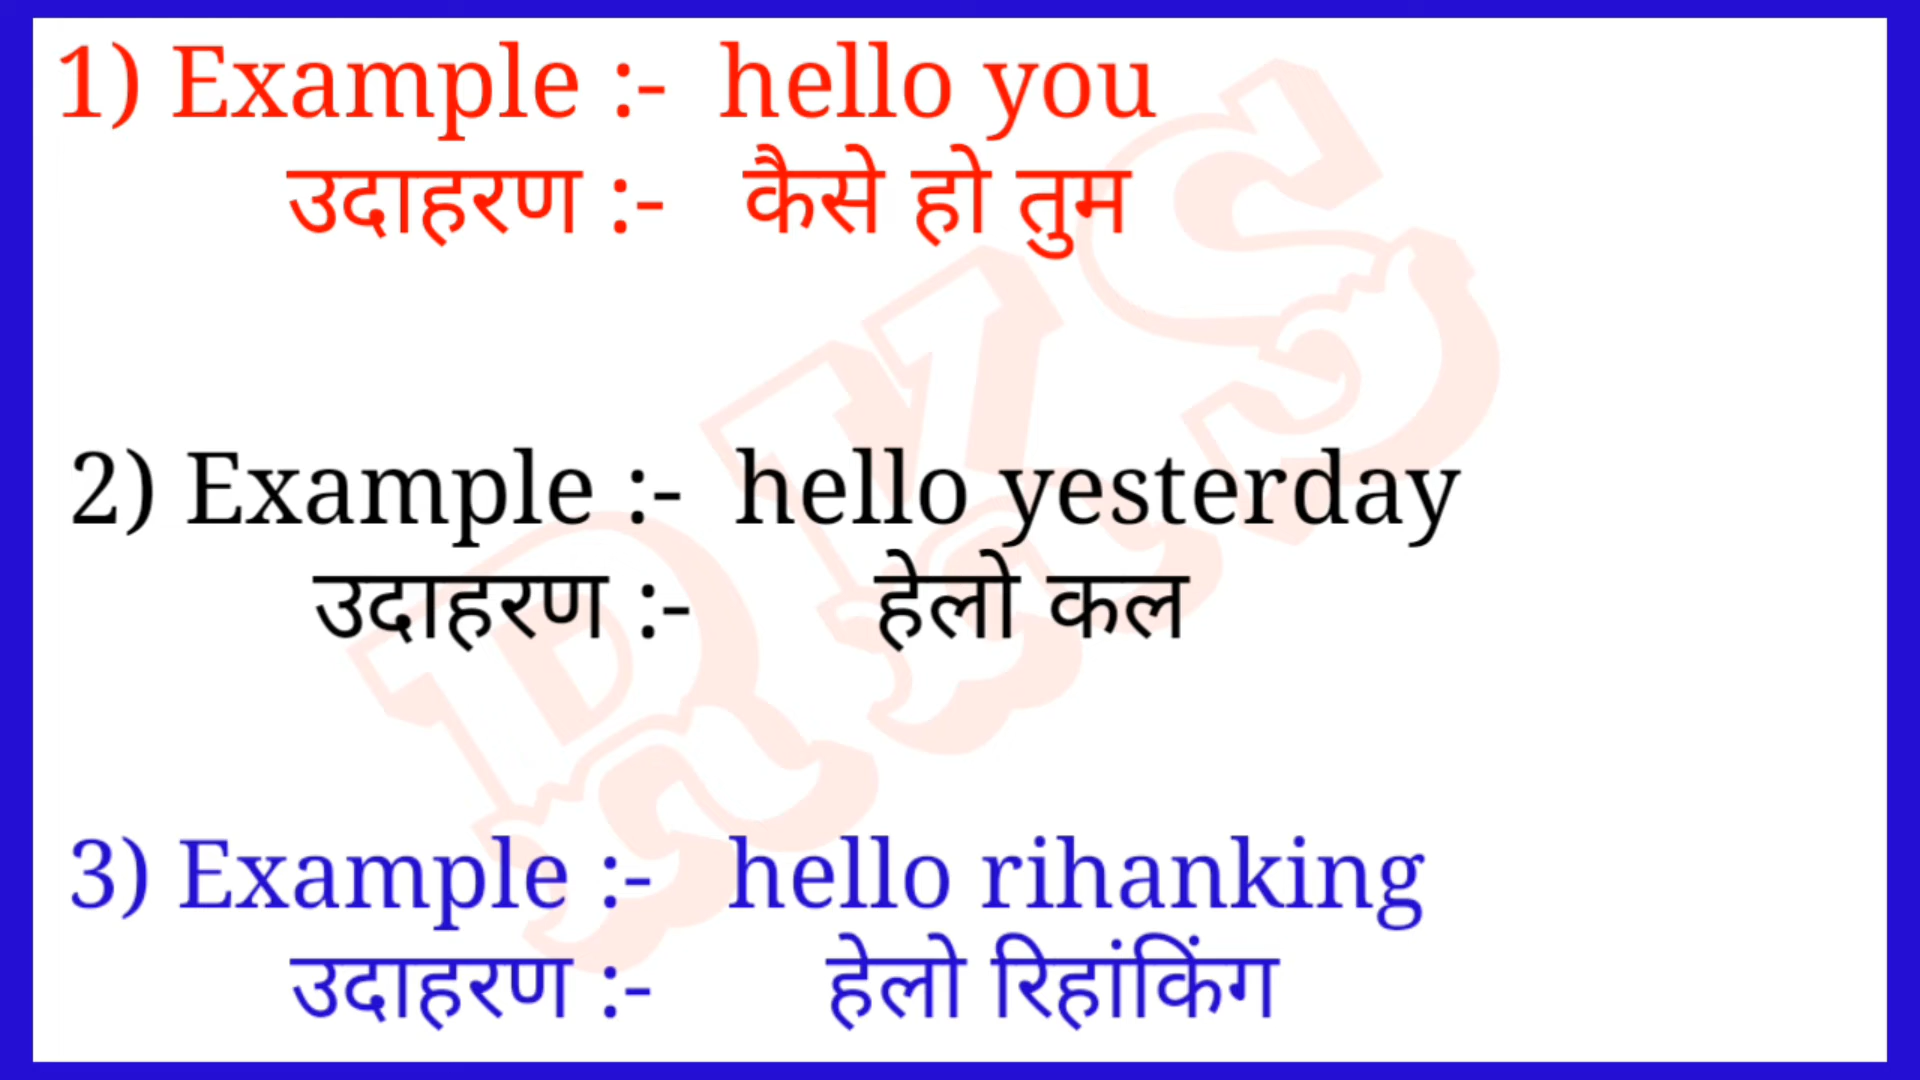 1) Example :- hello you
उदाहरण :- कैसे हो तुम
2) Example :- hello yesterday
उदाहरण :- हेलो कल
3) Example :- hello rihanking
उदाहरण :- हेलो रिहांकिंग
RKS